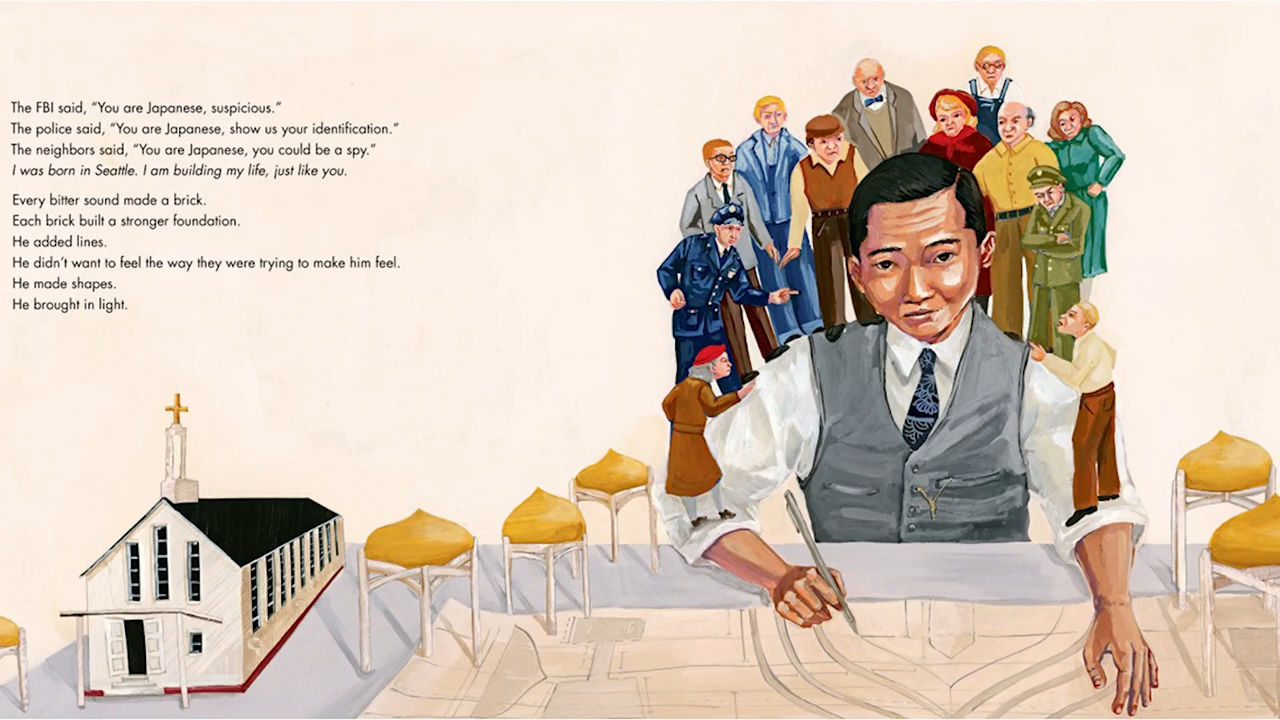 The FBI said, “You are Japanese, suspicious.”
The police said, “You are Japanese, show us your identification.”
The neighbors said, “You are Japanese, you could be a spy.”
I was born in Seattle. I am building my life, just like you.
Every bitter sound made a brick.
Each brick built a stronger foundation.
He added lines.
He didn’t want to feel the way they were trying to make him feel.
He made shapes.
He brought in light.